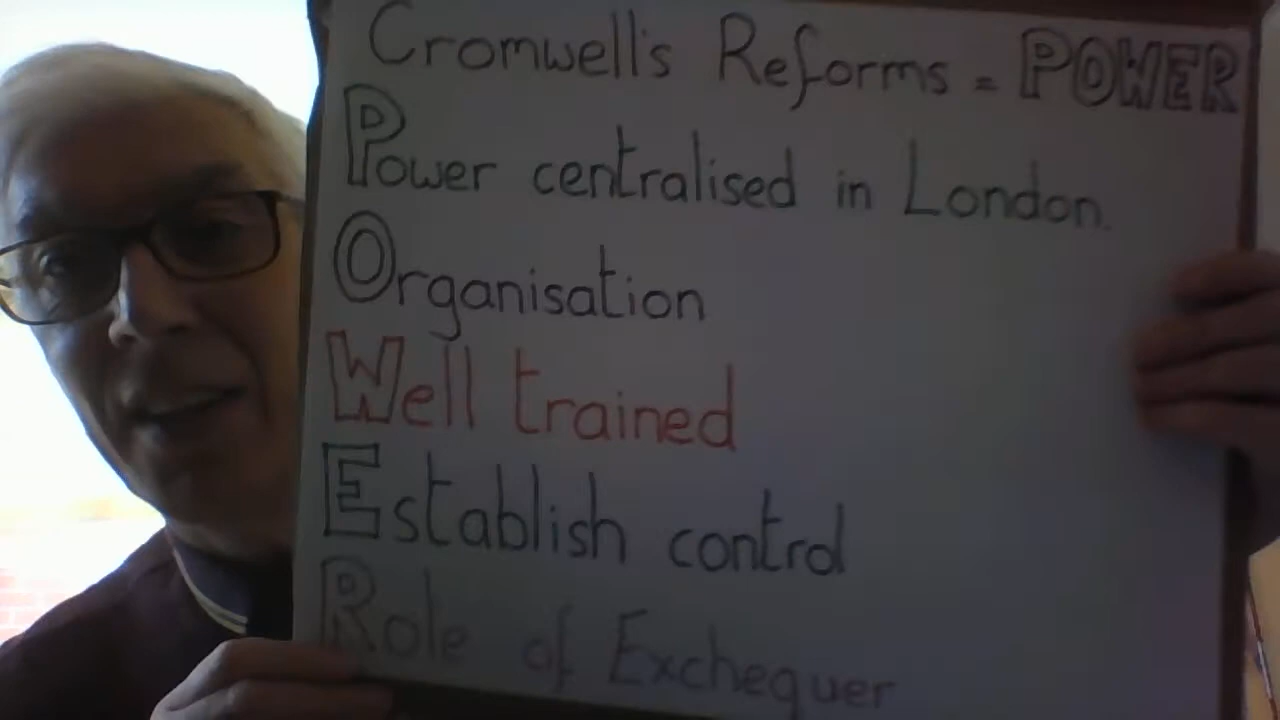 Cromwell's Reforms = POWER
Power centralised in London.
Organisation
Well trained
Establish control
Role of Exchequer